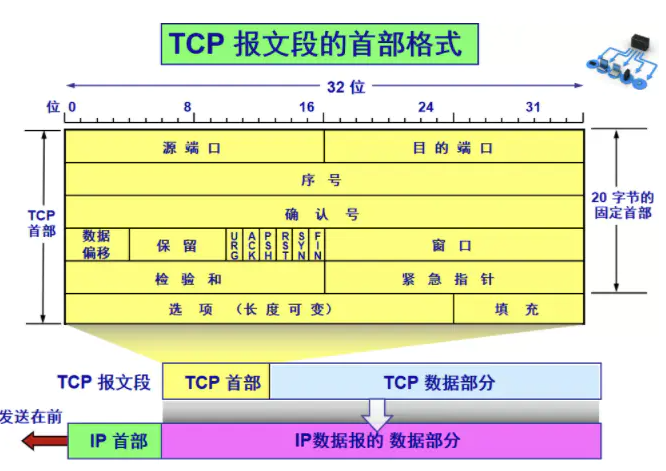 TCP 报文段的首部格式
32 位
位 0 8 16 24 31
源 端 口 目 的 端 口
序 号
TCP
首部
20 字节的
固定首部
确 认 号
数据
偏移
保 留
URG
ACK
PSH
RST
SYN
FIN
窗 口
检 验 和 紧 急 指 针
选 项 (长 度 可 变) 填 充
TCP 报文段 TCP 首部 TCP 数据部分
发送在前
IP 首部 IP数据报的 数据部分